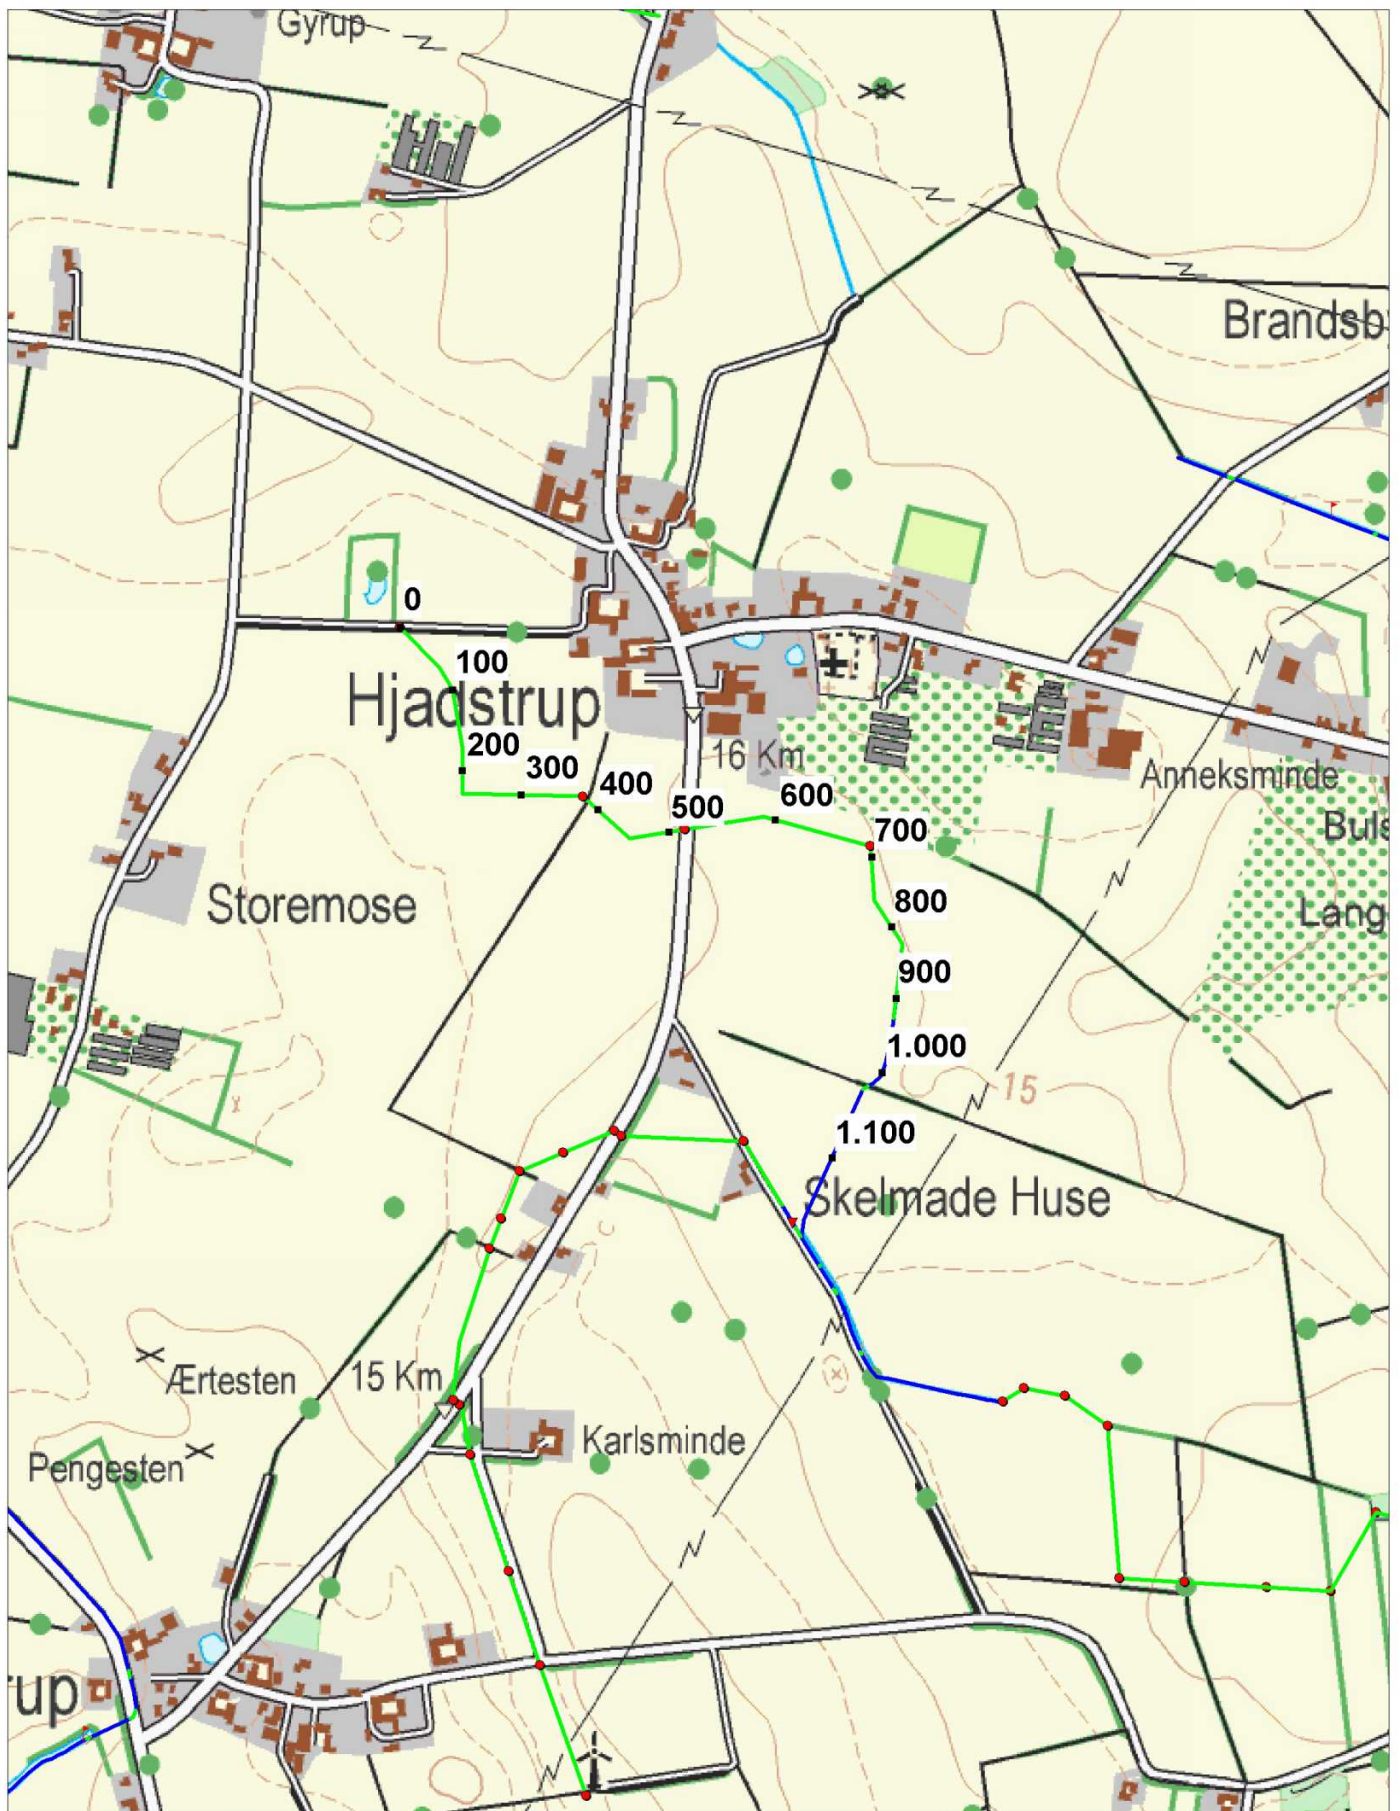 Gyrup
Brandsb
0
100
Hjadstrup
200
16 Km
300
400
Anneksminde
600
500
Buls
700
Storemose
800
Lang
900
1.000
15
1.100
Skelmade Huse
Ærtesten
15 Km
Karlsminde
Pengesten
rup